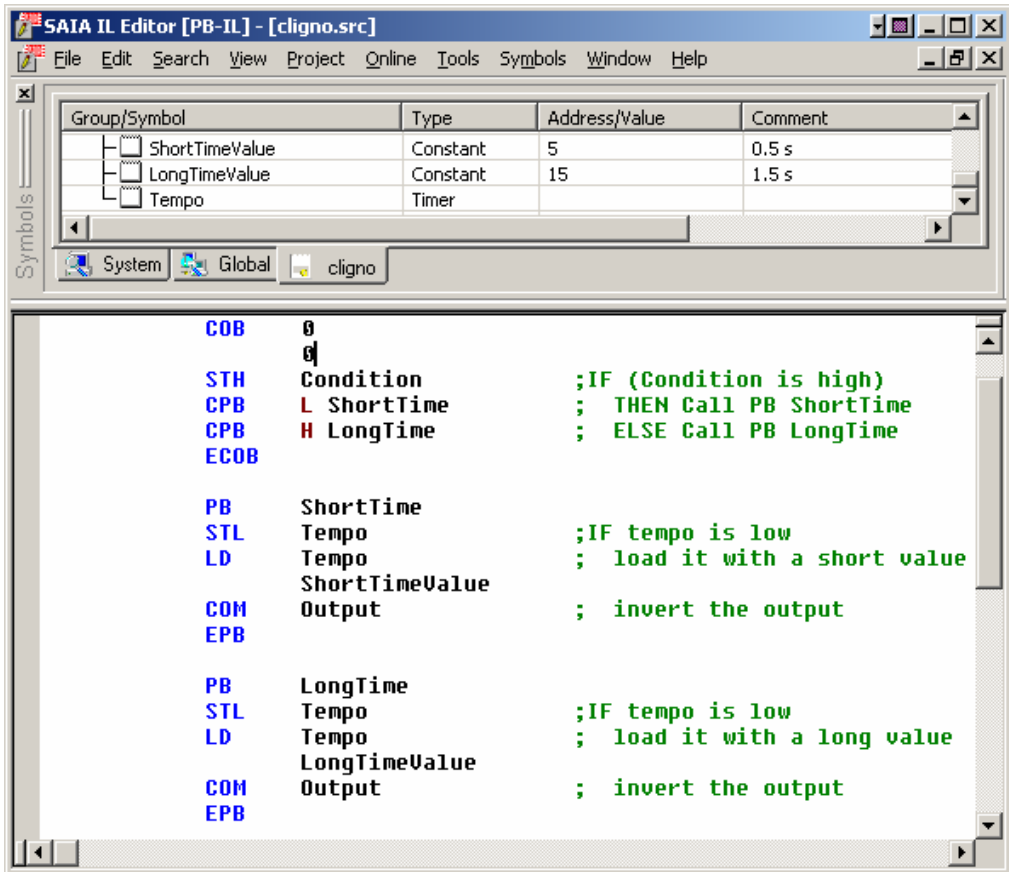 SAIA IL Editor [PB-IL] - [cligno.src]
File Edit Search View Project Online Tools Symbols Window Help
Symbols
Group/Symbol Type Address/Value Comment
ShortTimeValue Constant 5 0.5 s
LongTimeValue Constant 15 1.5 s
Tempo Timer
System Global cligno
COB 0
0
STH Condition ;IF (Condition is high)
CPB L ShortTime ; THEN Call PB ShortTime
CPB H LongTime ; ELSE Call PB LongTime
ECOB
PB ShortTime
STL Tempo ;IF tempo is low
LD Tempo ; load it with a short value
ShortTimeValue
COM Output ; invert the output
EPB
PB LongTime
STL Tempo ;IF tempo is low
LD Tempo ; load it with a long value
LongTimeValue
COM Output ; invert the output
EPB